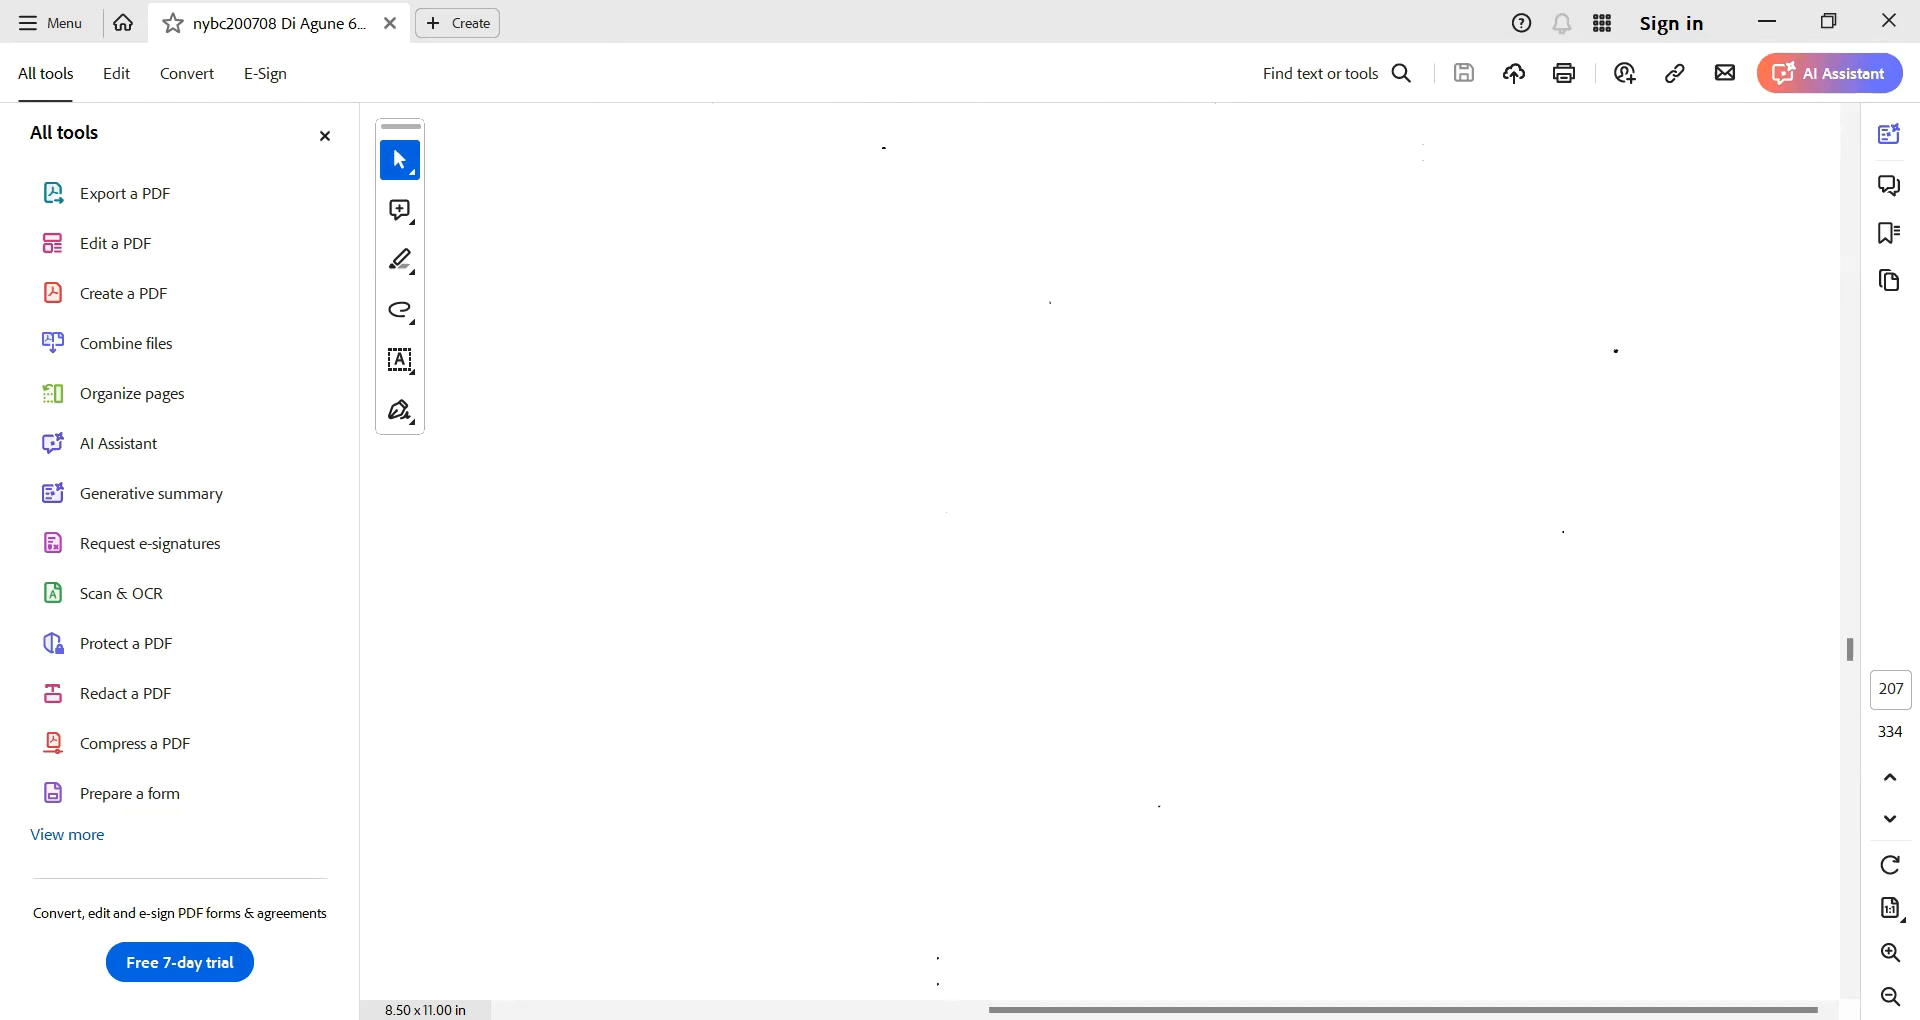 Menu
nybc200708 Di Agune 6...
Create
Sign in
All tools
Edit
Convert
E-Sign
Find text or tools
AI Assistant
All tools
Export a PDF
Edit a PDF
Create a PDF
Combine files
Organize pages
AI Assistant
Generative summary
Request e-signatures
Scan & OCR
Protect a PDF
Redact a PDF
Compress a PDF
Prepare a form
View more
Convert, edit and e-sign PDF forms & agreements
Free 7-day trial
207
334
8.50 x 11.00 in